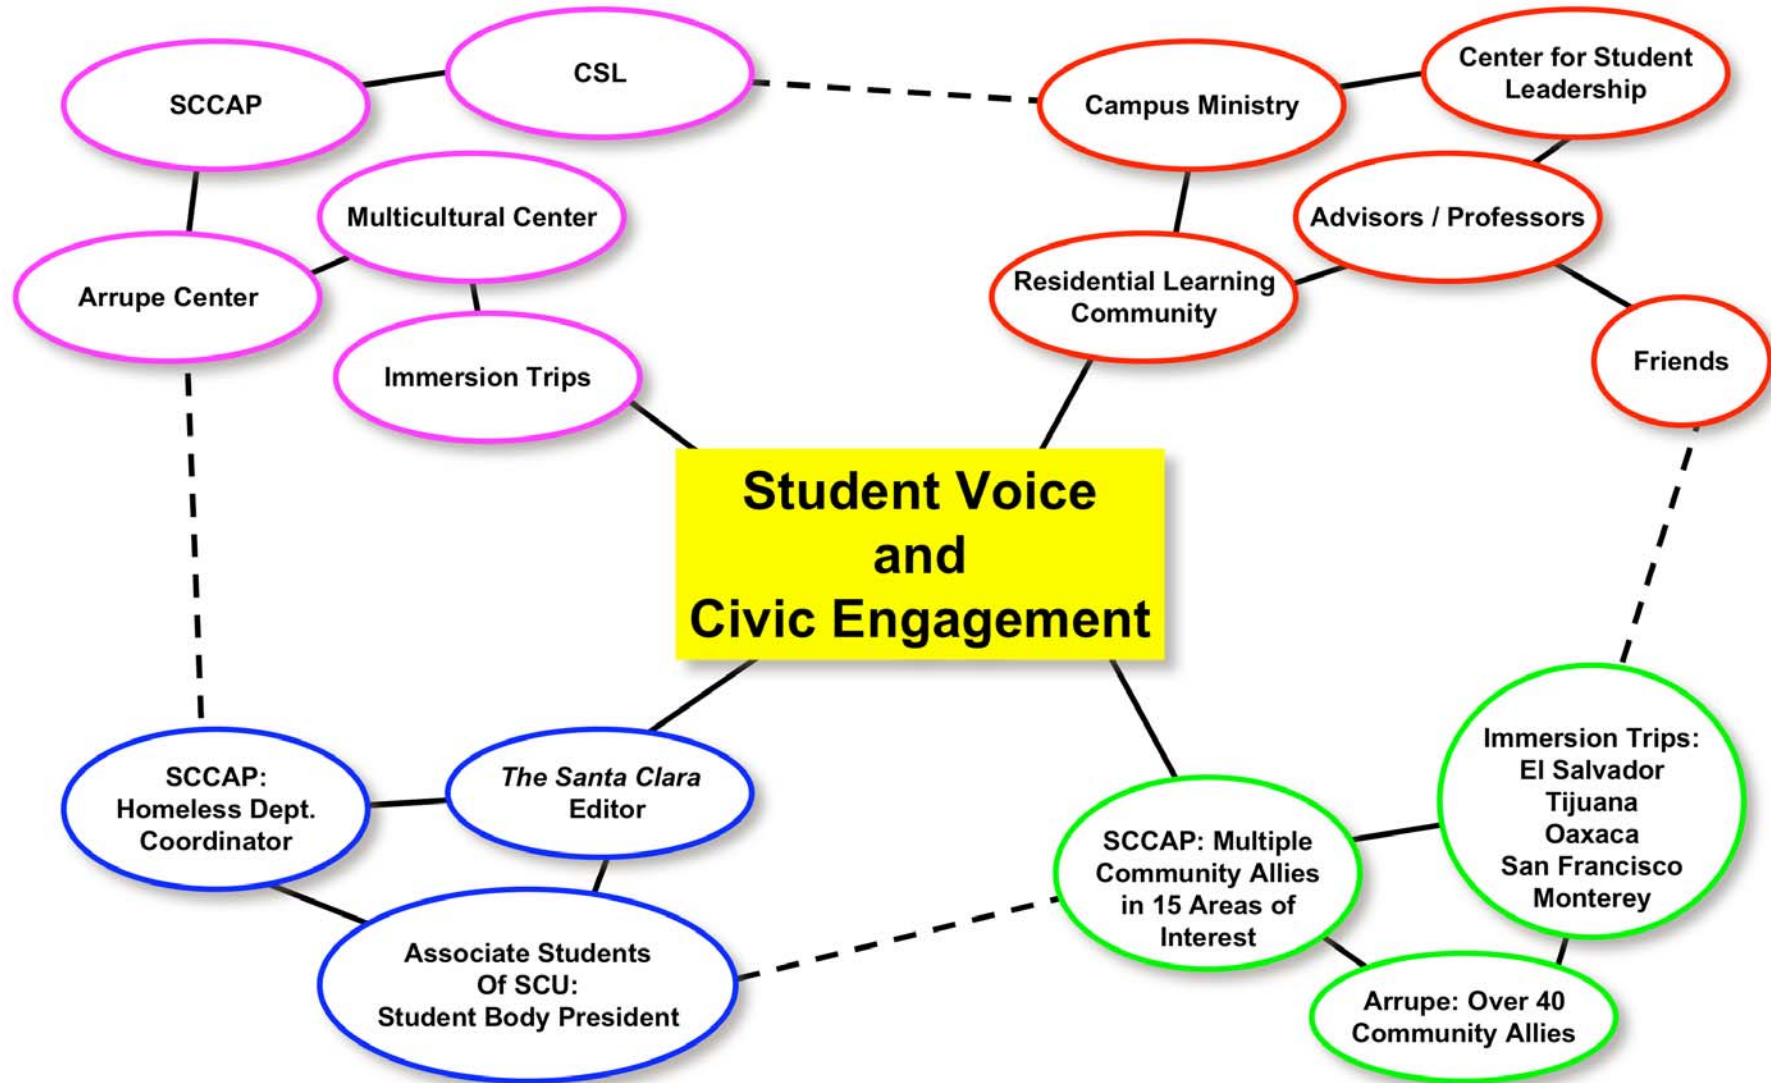 SCCAP
CSL
Multicultural Center
Arrupe Center
Immersion Trips
Campus Ministry
Center for Student
Leadership
Advisors / Professors
Residential Learning
Community
Friends
Student Voice
and
Civic Engagement
SCCAP:
Homeless Dept.
Coordinator
The Santa Clara
Editor
Associate Students
Of SCU:
Student Body President
SCCAP: Multiple
Community Allies
in 15 Areas of
Interest
Immersion Trips:
El Salvador
Tijuana
Oaxaca
San Francisco
Monterey
Arrupe: Over 40
Community Allies